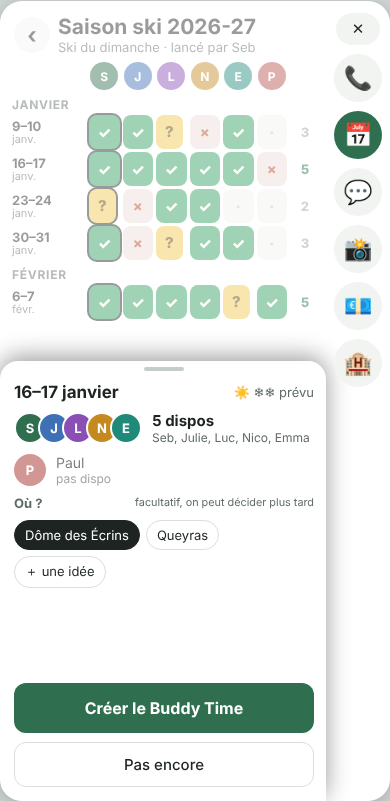 ‹ Saison ski 2026-27 ×
Ski du dimanche · lancé par Seb
S J L N E P
JANVIER
9–10 ✓ ✓ ? × ✓ · 3
janv.
July
17
16–17 ✓ ✓ ✓ ✓ ✓ × 5
janv.
23–24 ? × ✓ ✓ · · 2
janv.
30–31 ✓ × ? ✓ ✓ · 3
janv.
FÉVRIER
6–7 ✓ ✓ ✓ ✓ ? ✓ 5
févr.
16–17 janvier ☀️ ❄❄ prévu
S J L N E 5 dispos
Seb, Julie, Luc, Nico, Emma
P Paul
pas dispo
Où ? facultatif, on peut décider plus tard
Dôme des Écrins Queyras
+ une idée
Créer le Buddy Time
Pas encore